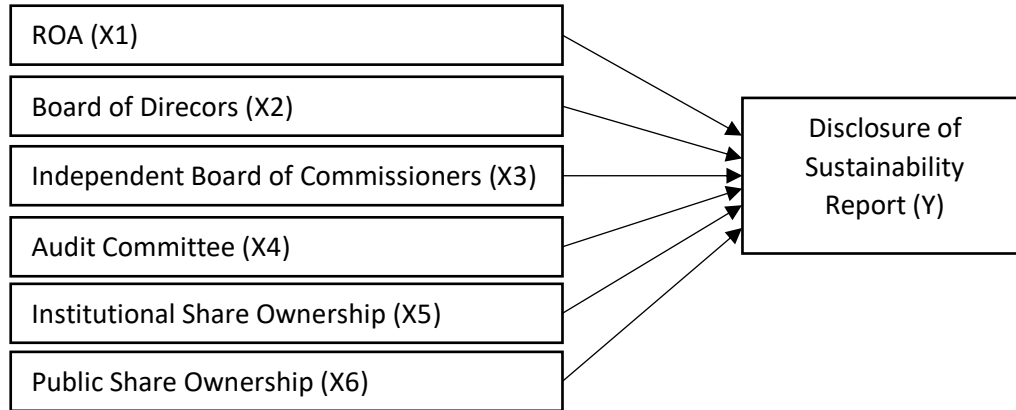 ROA (X1)
Board of Direcors (X2)
Independent Board of Commissioners (X3)
Audit Committee (X4)
Institutional Share Ownership (X5)
Public Share Ownership (X6)
Disclosure of
Sustainability
Report (Y)